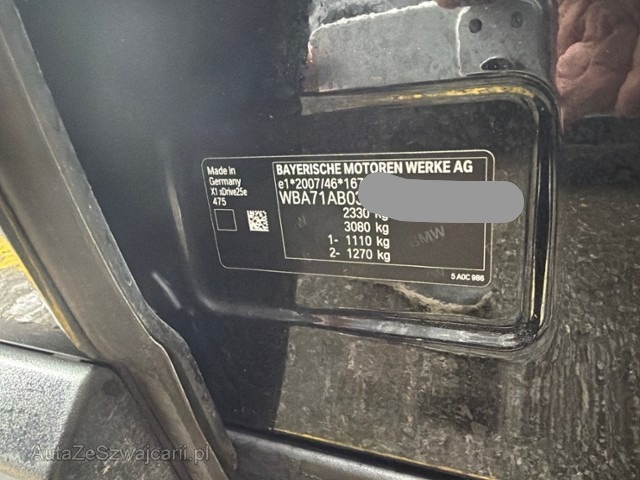 Made in
Germany
X1 xDrive25e
475
BAYERISCHE MOTOREN WERKE AG
e1*2007/46*167
WBA71AB03
2330 kg
3080 kg
1- 1110 kg
2- 1270 kg
BMW
5 A0C 986
AutaZeSzwajcarii.pl